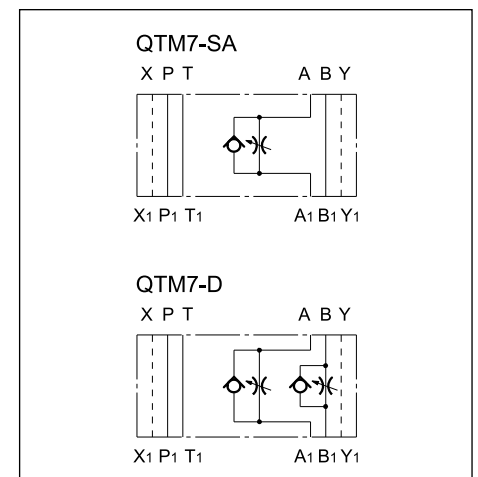 QTM7-SA
X P T A B Y
X1 P1 T1 A1 B1 Y1
QTM7-D
X P T A B Y
X1 P1 T1 A1 B1 Y1